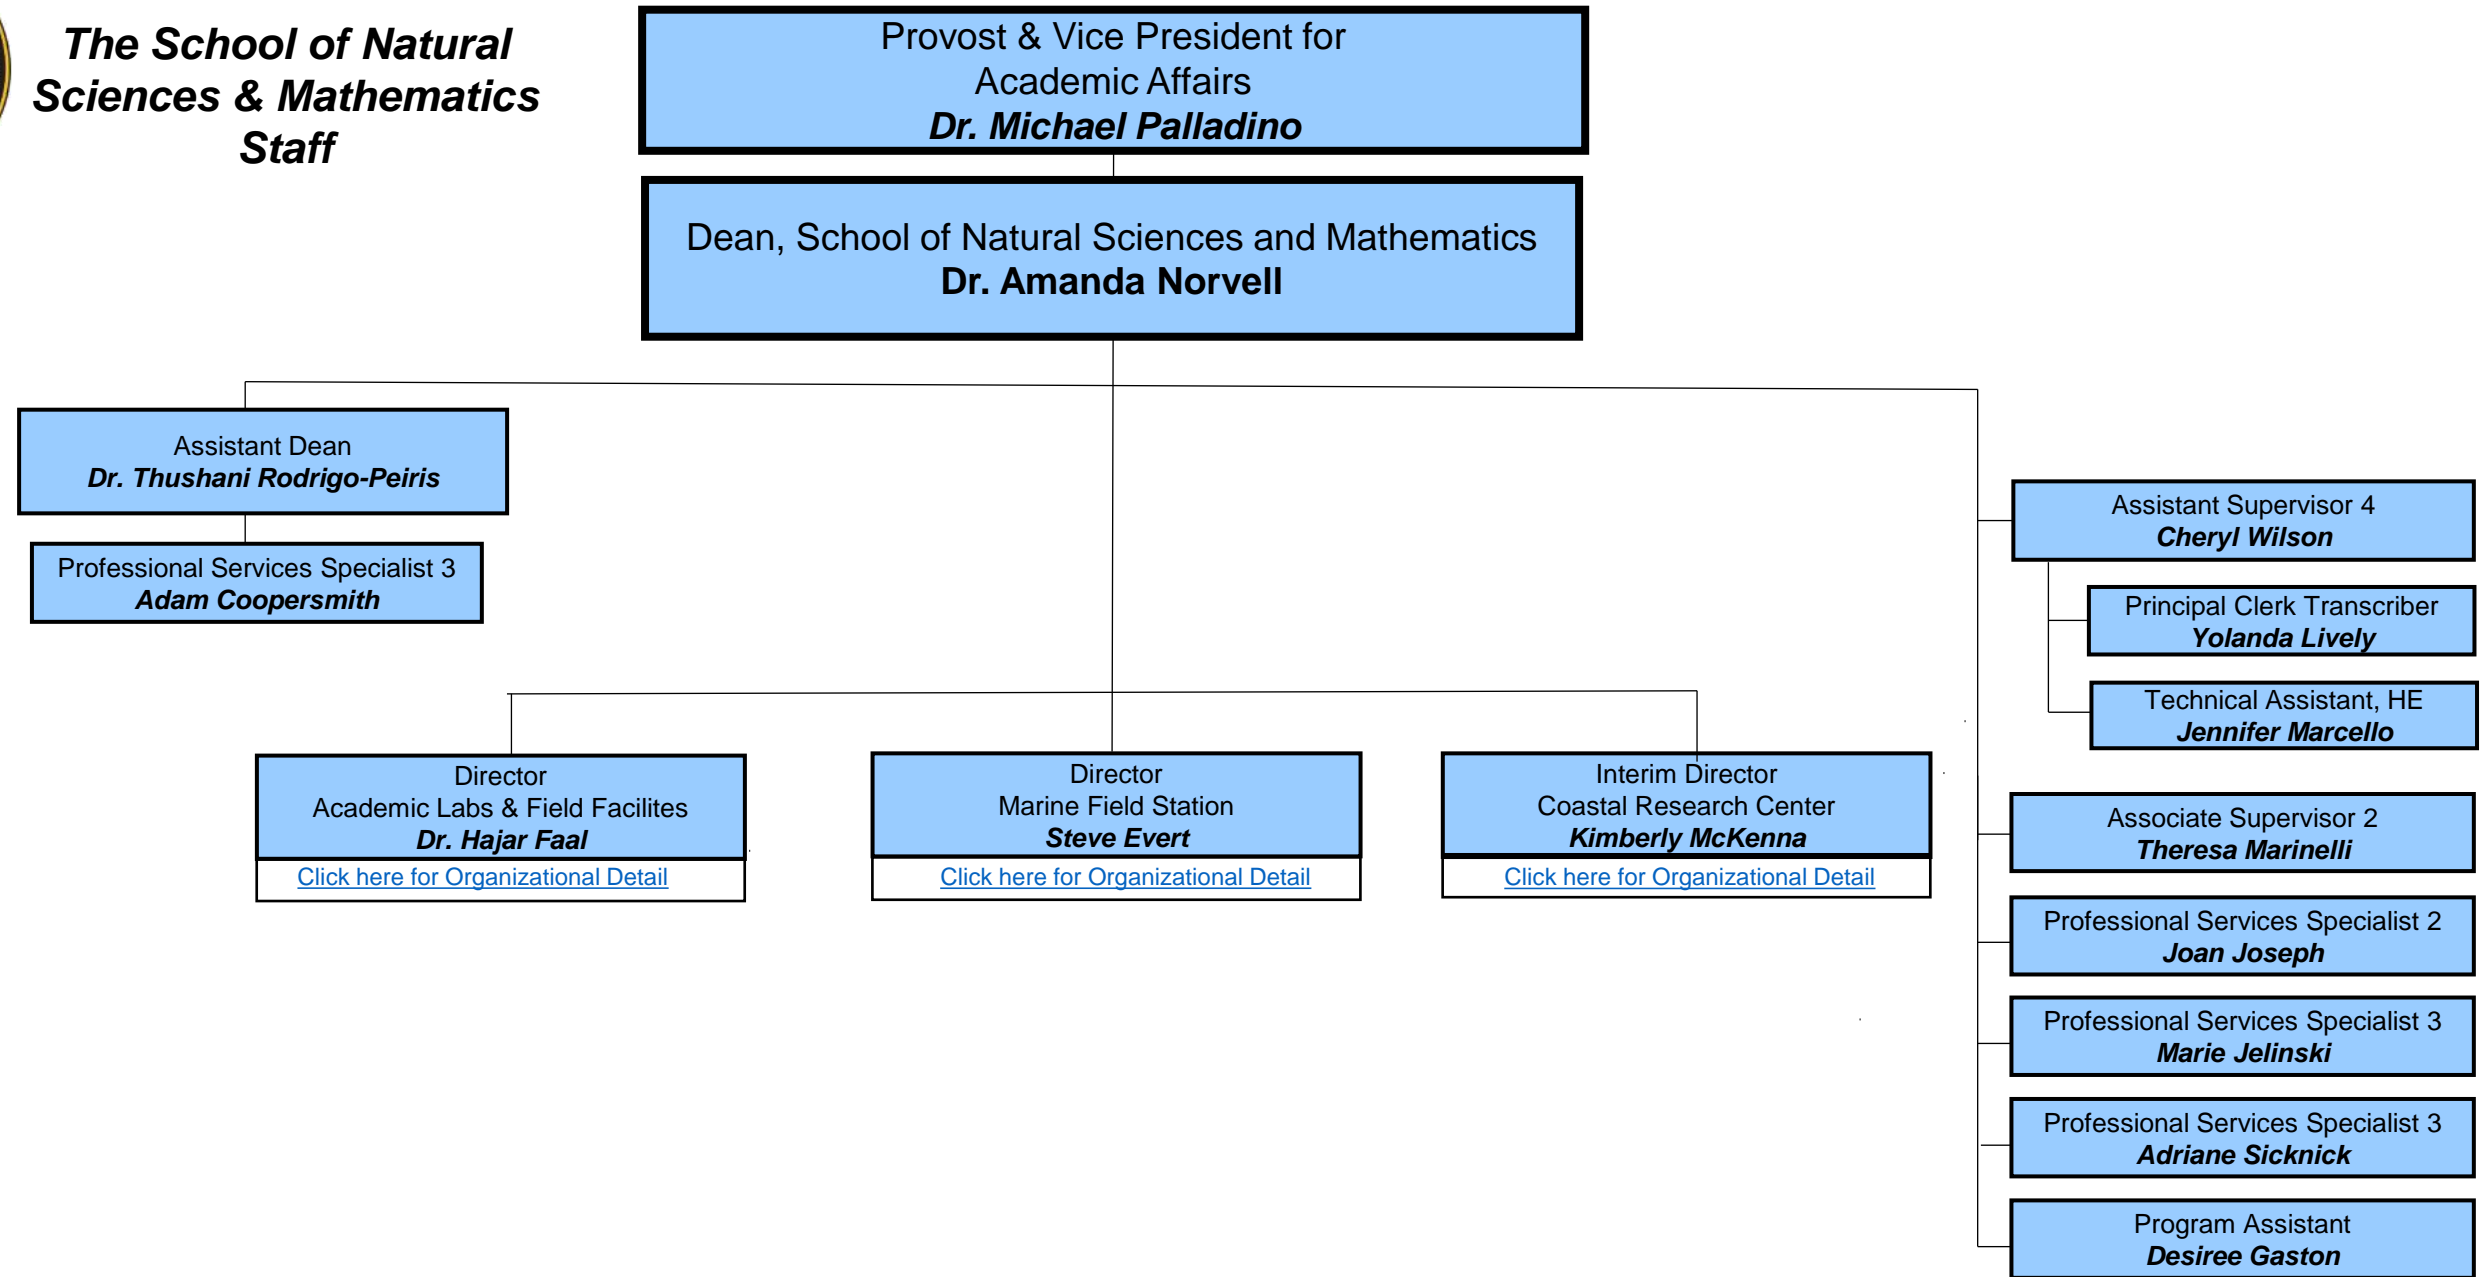 The School of Natural
Sciences & Mathematics
Staff
Provost & Vice President for
Academic Affairs
Dr. Michael Palladino
Dean, School of Natural Sciences and Mathematics
Dr. Amanda Norvell
Assistant Dean
Dr. Thushani Rodrigo-Peiris
Professional Services Specialist 3
Adam Coopersmith
Director
Academic Labs & Field Facilites
Dr. Hajar Faal
Click here for Organizational Detail
Director
Marine Field Station
Steve Evert
Click here for Organizational Detail
Interim Director
Coastal Research Center
Kimberly McKenna
Click here for Organizational Detail
Assistant Supervisor 4
Cheryl Wilson
Principal Clerk Transcriber
Yolanda Lively
Technical Assistant, HE
Jennifer Marcello
Associate Supervisor 2
Theresa Marinelli
Professional Services Specialist 2
Joan Joseph
Professional Services Specialist 3
Marie Jelinski
Professional Services Specialist 3
Adriane Sicknick
Program Assistant
Desiree Gaston